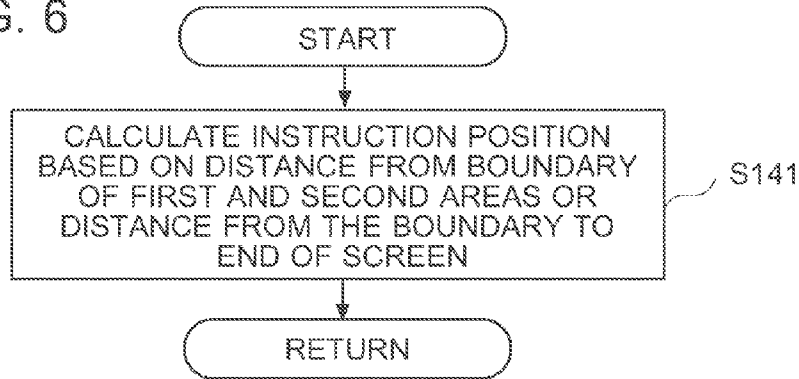 G. 6
START
CALCULATE INSTRUCTION POSITION
BASED ON DISTANCE FROM BOUNDARY
OF FIRST AND SECOND AREAS OR
DISTANCE FROM THE BOUNDARY TO
END OF SCREEN
S141
RETURN